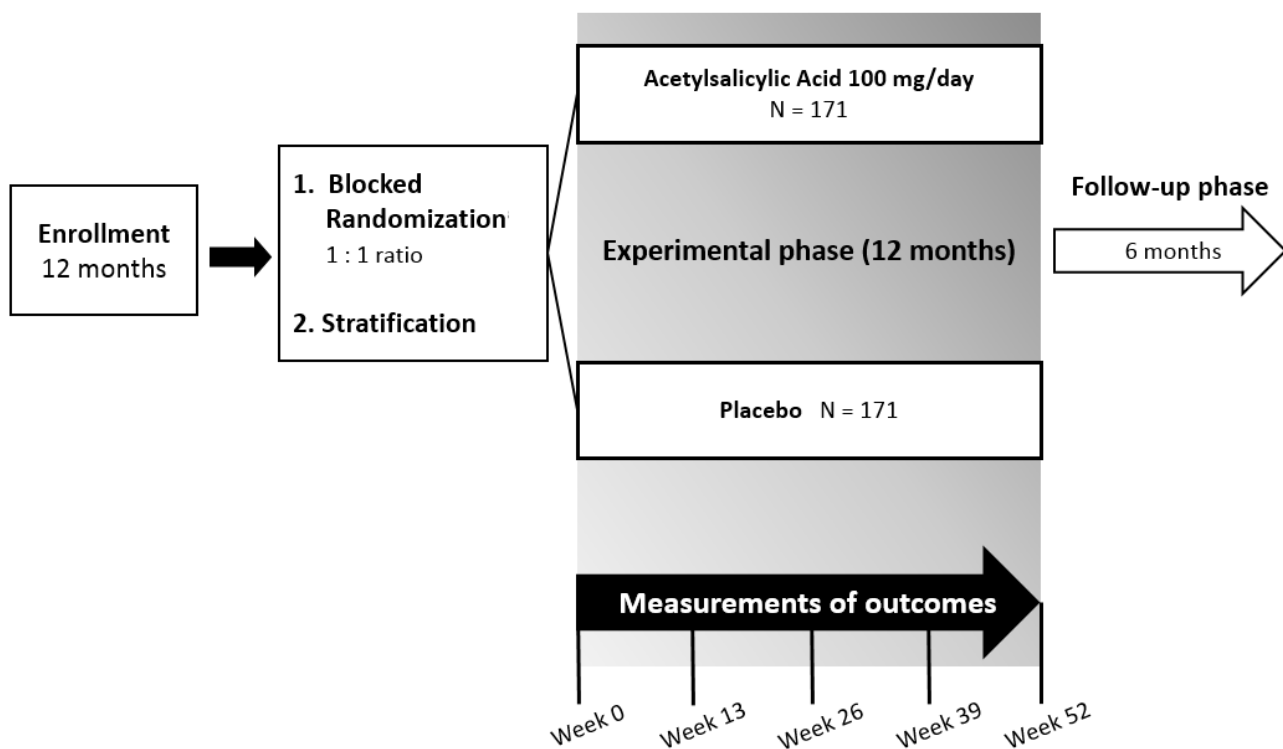 Enrollment
12 months
1. Blocked
Randomization
1 : 1 ratio
2. Stratification
Acetylsalicylic Acid 100 mg/day
N = 171
Experimental phase (12 months)
Placebo N = 171
Follow-up phase
6 months
Measurements of outcomes
Week 0
Week 13
Week 26
Week 39
Week 52